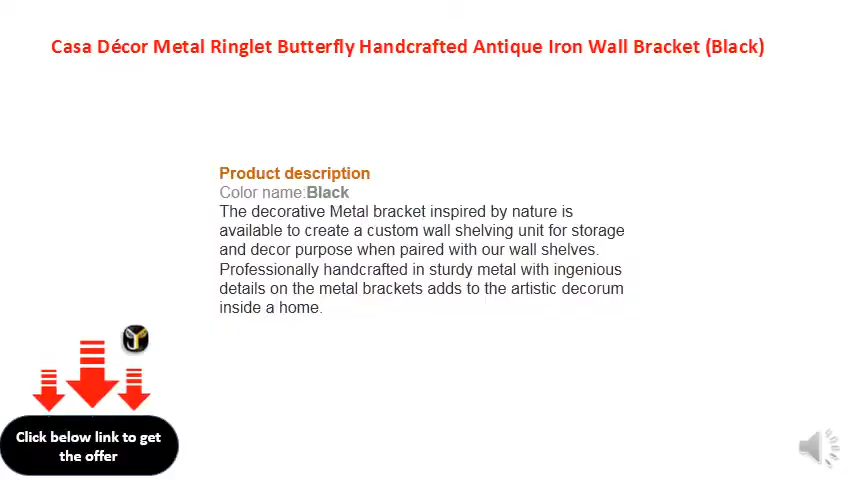 Casa Décor Metal Ringlet Butterfly Handcrafted Antique Iron Wall Bracket (Black)
Product description
Color name:Black
The decorative Metal bracket inspired by nature is
available to create a custom wall shelving unit for storage
and decor purpose when paired with our wall shelves.
Professionally handcrafted in sturdy metal with ingenious
details on the metal brackets adds to the artistic decorum
inside a home.
Click below link to get
the offer